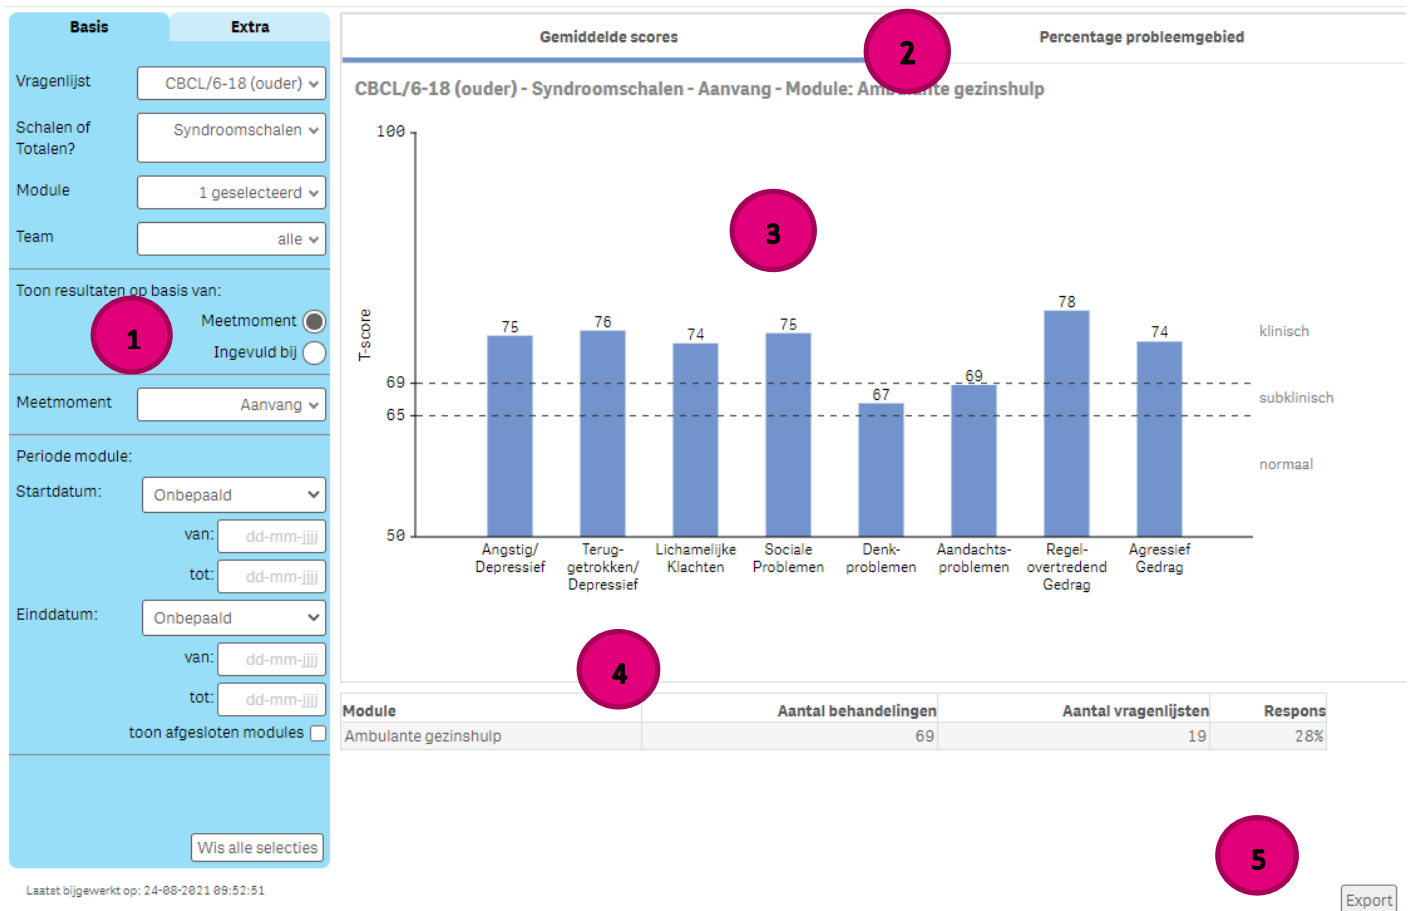 Basis Extra
Vragenlijst CBCL/6-18 (ouder)
Schalen of Totalen? Syndroomschalen
Module 1 geselecteerd
Team alle
Toon resultaten op basis van:
Meetmoment
1
Ingevuld bij
Meetmoment Aanvang
Periode module:
Startdatum: Onbepaald
van: dd-mm-jjjj
tot: dd-mm-jjjj
Einddatum: Onbepaald
van: dd-mm-jjjj
tot: dd-mm-jjjj
toon afgesloten modules
Wis alle selecties
Laatst bijgewerkt op: 24-08-2021 09:52:51
Gemiddelde scores 2 Percentage probleemgebied
CBCL/6-18 (ouder) - Syndroomschalen - Aanvang - Module: Ambulante gezinshulp
100
3
T-score
75 76 74 75 67 69 78 74
klinisch
69
subklinisch
65
normaal
50
Angstig/ Depressief
Terug- getrokken/ Depressief
Lichamelijke Klachten
Sociale Problemen
Denk- problemen
Aandachts- problemen
Regel- overtredend Gedrag
Agressief Gedrag
4
Module Aantal behandelingen Aantal vragenlijsten Respons
Ambulante gezinshulp 69 19 28%
5
Export